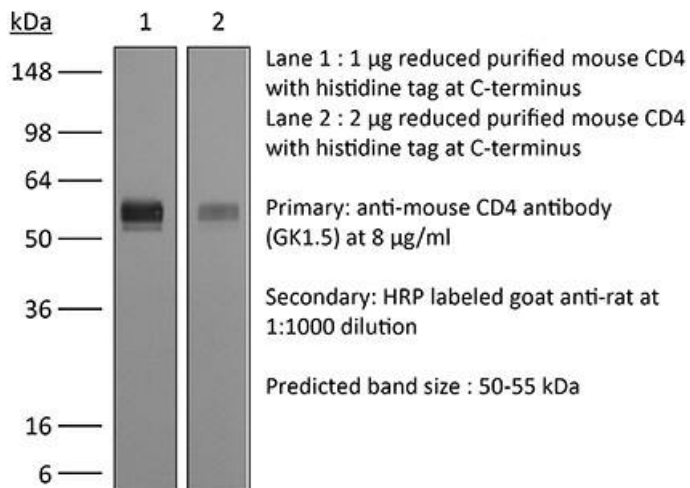 kDa 1 2
148
98
64
50
36
16
6
Lane 1 : 1 µg reduced purified mouse CD4
with histidine tag at C-terminus
Lane 2 : 2 µg reduced purified mouse CD4
with histidine tag at C-terminus
Primary: anti-mouse CD4 antibody
(GK1.5) at 8 µg/ml
Secondary: HRP labeled goat anti-rat at
1:1000 dilution
Predicted band size : 50-55 kDa